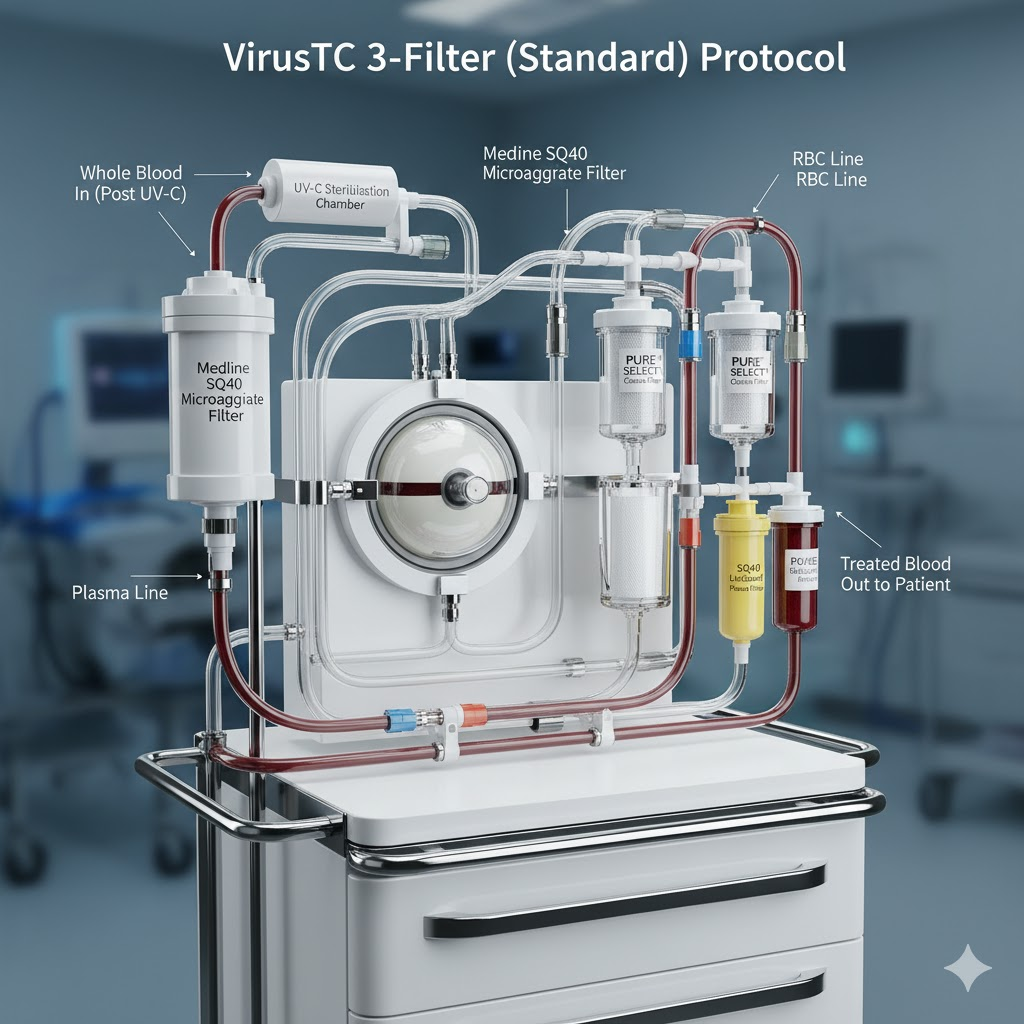 VirusTC 3-Filter (Standard) Protocol
Whole Blood
In (Post UV-C)
UV-C Steriliastion
Chamber
Medine SQ40
Microaggrate Filter
RBC Line
RBC Line
Medline
SQ40
Microaggiate
Filter
PURE
SELECT
PURE
SELECT
Plasma Line
SQ40
Treated Blood
Out to Patient